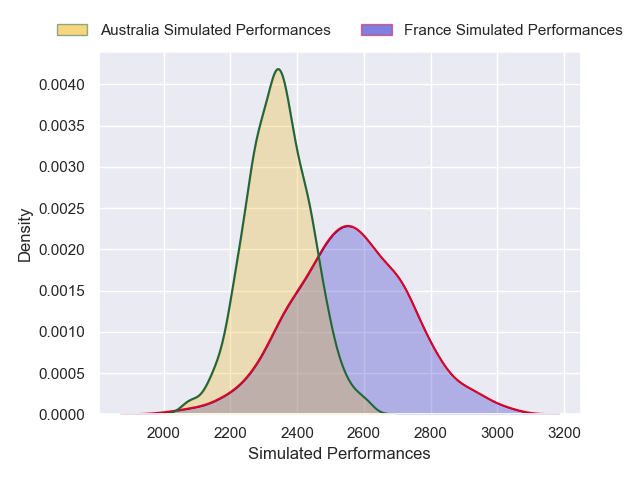 Australia Simulated Performances France Simulated Performances
0.0040
0.0035
0.0030
0.0025
0.0020
0.0015
0.0010
0.0005
0.0000
Density
2000 2200 2400 2600 2800 3000 3200
Simulated Performances